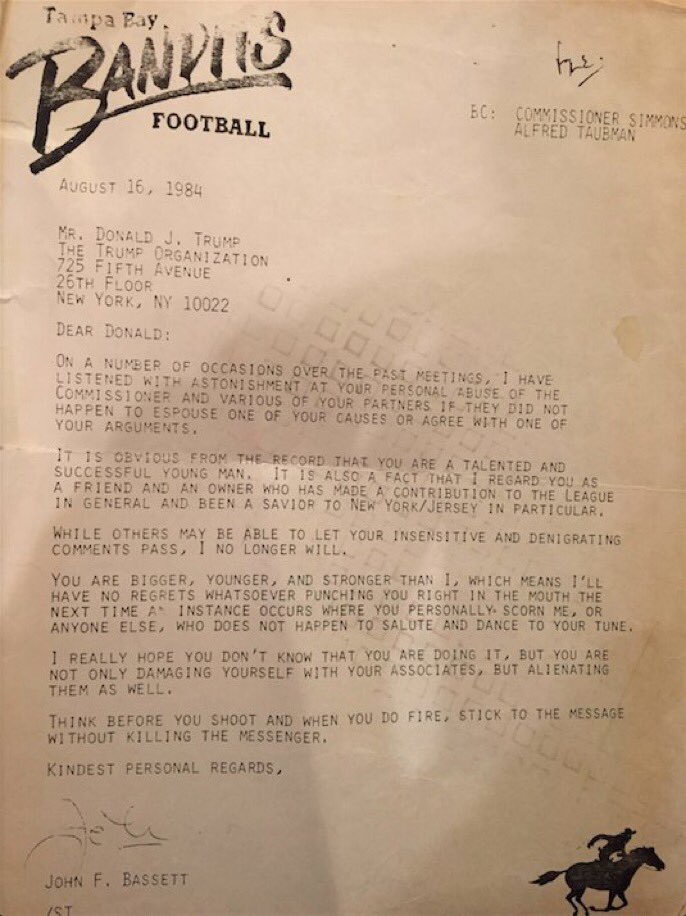 Tampa Bay
BANDITS
FOOTBALL
BC: COMMISSIONER SIMMONS
ALFRED TAUBMAN
AUGUST 16, 1984
MR. DONALD J. TRUMP
THE TRUMP ORGANIZATION
725 FIFTH AVENUE
26TH FLOOR
NEW YORK, NY 10022
DEAR DONALD:
ON A NUMBER OF OCCASIONS OVER THE PAST MEETINGS, I HAVE
LISTENED WITH ASTONISHMENT AT YOUR PERSONAL ABUSE OF THE
COMMISSIONER AND VARIOUS OF YOUR PARTNERS IF THEY DID NOT
HAPPEN TO ESPOUSE ONE OF YOUR CAUSES OR AGREE WITH ONE OF
YOUR ARGUMENTS.
IT IS OBVIOUS FROM THE RECORD THAT YOU ARE A TALENTED AND
SUCCESSFUL YOUNG MAN. IT IS ALSO A FACT THAT I REGARD YOU AS
A FRIEND AND AN OWNER WHO HAS MADE A CONTRIBUTION TO THE LEAGUE
IN GENERAL AND BEEN A SAVIOR TO NEW YORK/JERSEY IN PARTICULAR.
WHILE OTHERS MAY BE ABLE TO LET YOUR INSENSITIVE AND DENIGRATING
COMMENTS PASS, I NO LONGER WILL.
YOU ARE BIGGER, YOUNGER, AND STRONGER THAN I, WHICH MEANS I'LL
HAVE NO REGRETS WHATSOEVER PUNCHING YOU RIGHT IN THE MOUTH THE
NEXT TIME AN INSTANCE OCCURS WHERE YOU PERSONALLY SCORN ME, OR
ANYONE ELSE, WHO DOES NOT HAPPEN TO SALUTE AND DANCE TO YOUR TUNE.
I REALLY HOPE YOU DON'T KNOW THAT YOU ARE DOING IT, BUT YOU ARE
NOT ONLY DAMAGING YOURSELF WITH YOUR ASSOCIATES, BUT ALIENATING
THEM AS WELL.
THINK BEFORE YOU SHOOT AND WHEN YOU DO FIRE, STICK TO THE MESSAGE
WITHOUT KILLING THE MESSENGER.
KINDEST PERSONAL REGARDS,
JOHN F. BASSETT
/ST